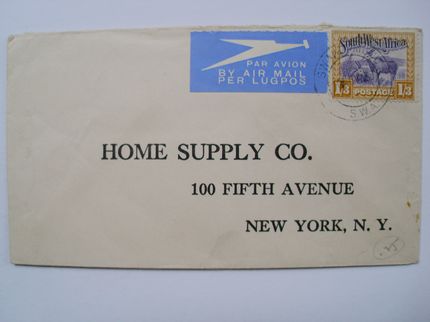 PAR AVION
BY AIR MAIL
PER LUGPOS
South West Africa
1/3 POSTAGE 1/3
S.W.A.
HOME SUPPLY CO.
100 FIFTH AVENUE
NEW YORK, N. Y.
.25